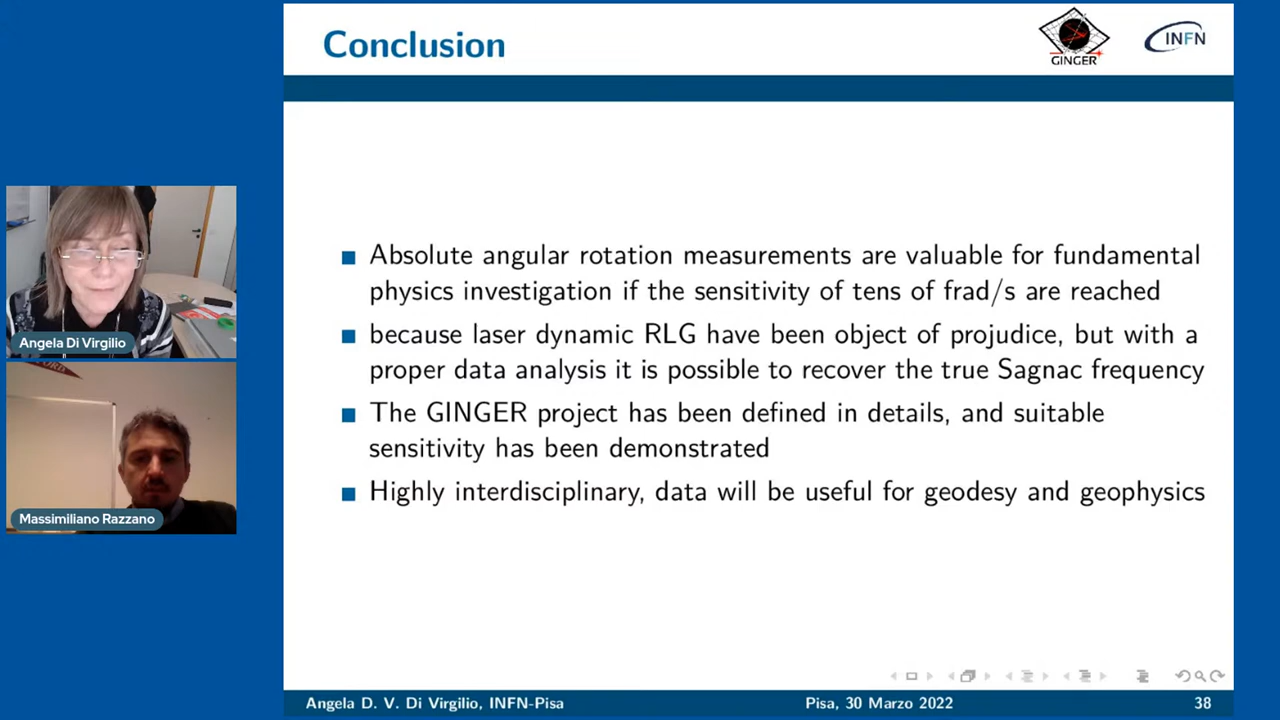 Conclusion
GINGER
INFN
Absolute angular rotation measurements are valuable for fundamental
physics investigation if the sensitivity of tens of frad/s are reached
because laser dynamic RLG have been object of projudice, but with a
proper data analysis it is possible to recover the true Sagnac frequency
The GINGER project has been defined in details, and suitable
sensitivity has been demonstrated
Highly interdisciplinary, data will be useful for geodesy and geophysics
Angela Di Virgilio
Massimiliano Razzano
Angela D. V. Di Virgilio, INFN-Pisa
Pisa, 30 Marzo 2022
38